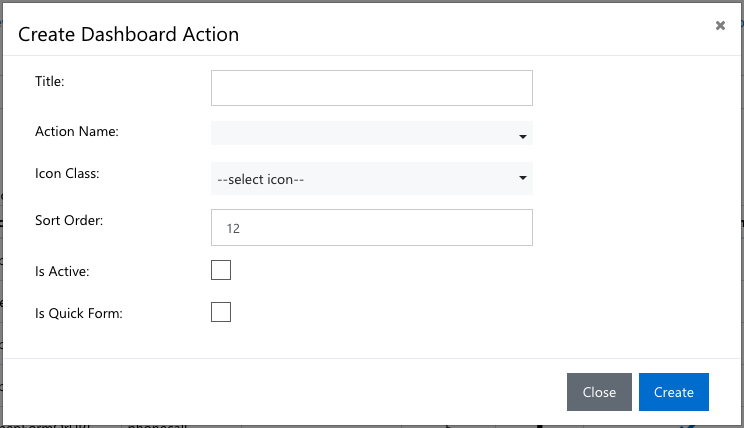 Create Dashboard Action
Title:
Action Name:
Icon Class:
--select icon--
Sort Order:
12
Is Active:
Is Quick Form:
Close
Create